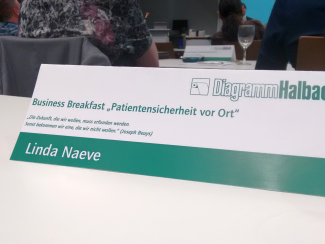 DiagrammHalbac
Business Breakfast „Patientensicherheit vor Ort“
„Die Zukunft, die wir wollen, muss erfunden werden
sonst bekommen wir eine, die wir nicht wollen.“ (Joseph Beuys)
Linda Naeve